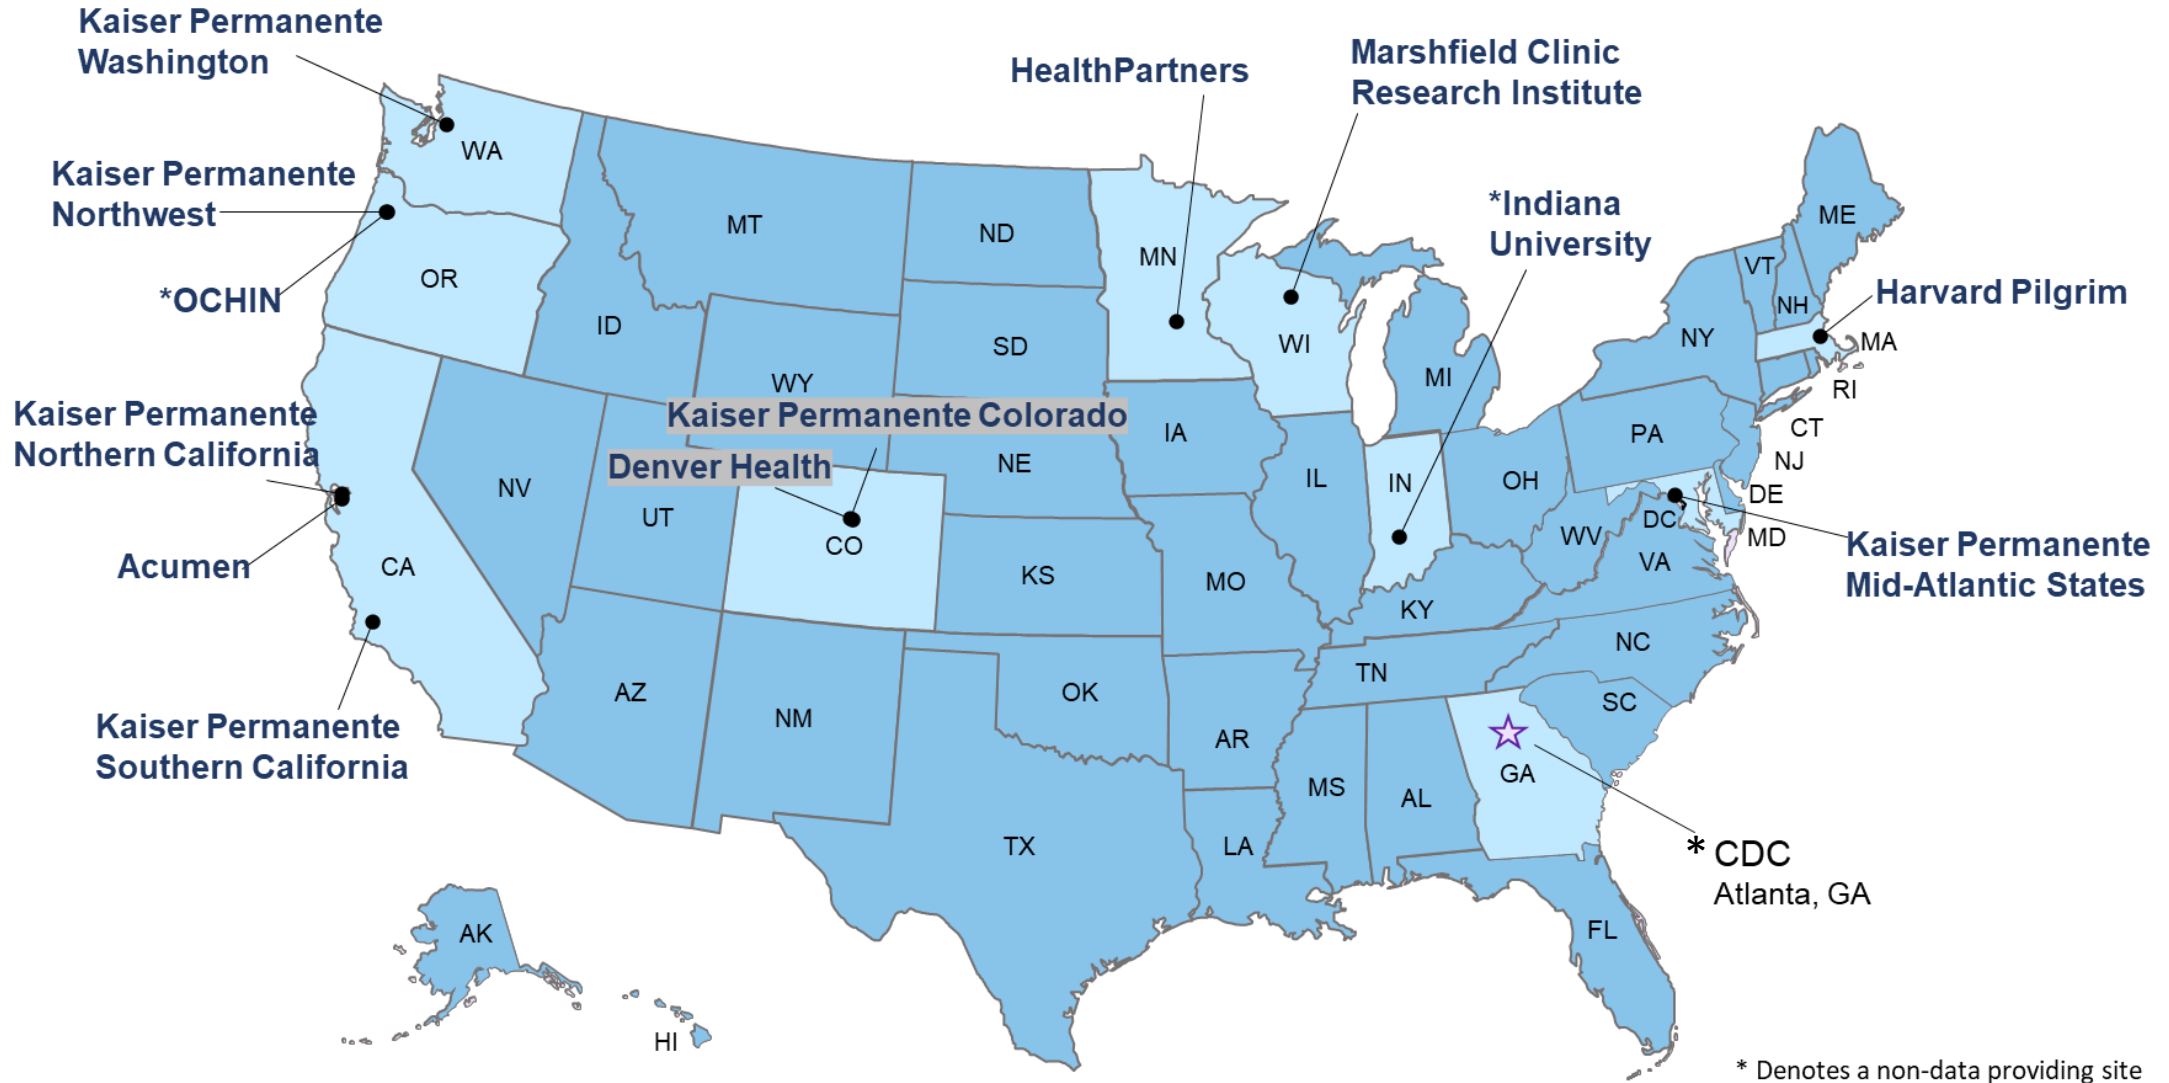 Kaiser Permanente
Washington
HealthPartners
Marshfield Clinic
Research Institute
WA
Kaiser Permanente
Northwest
*OCHIN
OR
*Indiana
University
MT
ND
MN
ME
VT
NH
Harvard Pilgrim
MA
RI
CT
NJ
DE
MD
ID
SD
WI
MI
NY
WY
Kaiser Permanente
Northern California
Kaiser Permanente Colorado
Denver Health
IA
PA
NE
NV
UT
CO
IL
IN
OH
DC
WV
VA
Kaiser Permanente
Mid-Atlantic States
Acumen
CA
KS
MO
KY
NC
TN
SC
Kaiser Permanente
Southern California
AZ
NM
OK
AR
MS
AL
GA
TX
LA
* CDC
Atlanta, GA
FL
AK
HI
* Denotes a non-data providing site